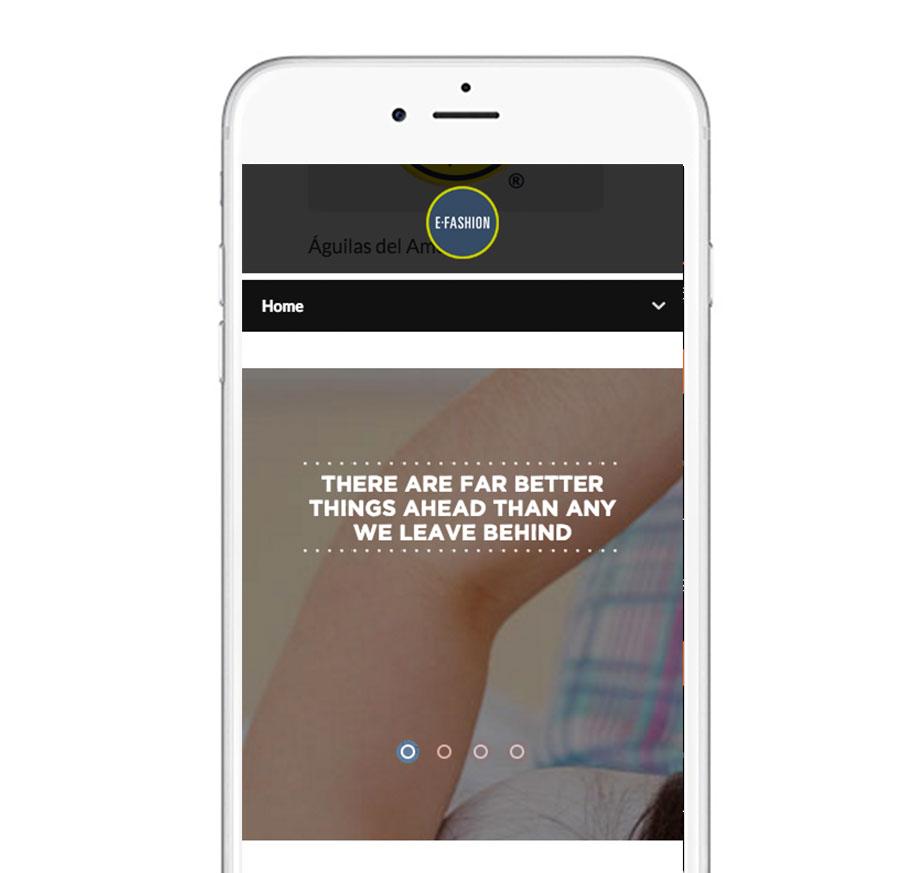 ®
E·FASHION
Águilas del Am
Home
THERE ARE FAR BETTER
THINGS AHEAD THAN ANY
WE LEAVE BEHIND